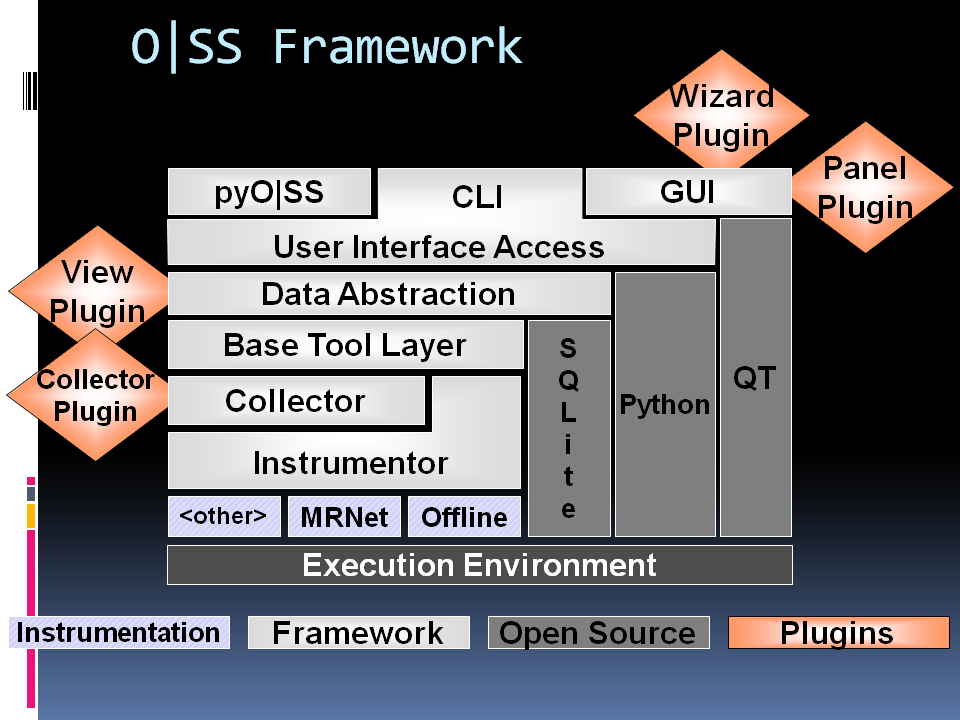 O|SS Framework
Wizard
Plugin
Panel
Plugin
pyO|SS
CLI
GUI
User Interface Access
View
Plugin
Data Abstraction
Base Tool Layer
S
Q
L
i
t
e
Python
QT
Collector
Plugin
Collector
Instrumentor
<other>
MRNet
Offline
Execution Environment
Instrumentation
Framework
Open Source
Plugins